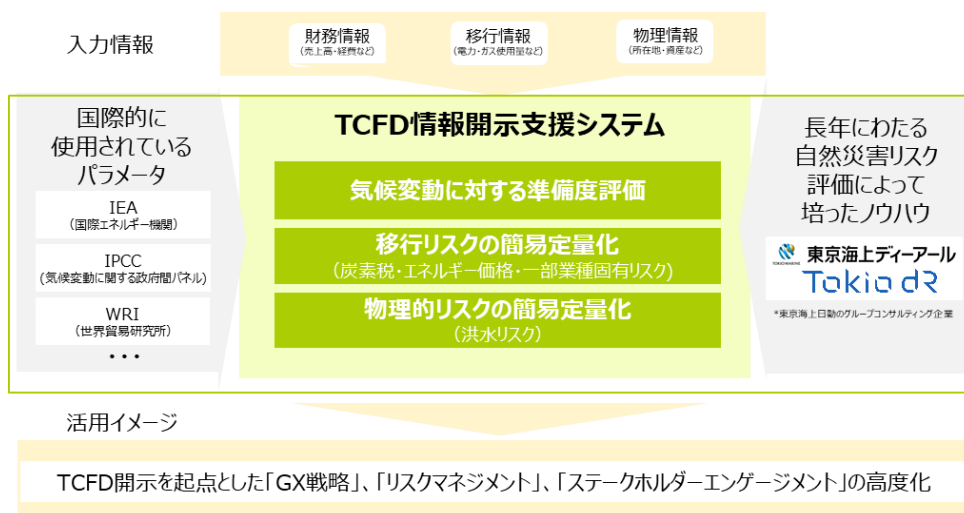 入力情報
財務情報
(売上高・経費など)
移行情報
(電力・ガス使用量など)
物理情報
(所在地・資産など)
国際的に
使用されている
パラメータ
IEA
(国際エネルギー機関)
IPCC
(気候変動に関する政府間パネル)
WRI
(世界貿易研究所)
・・・
TCFD情報開示支援システム
気候変動に対する準備度評価
移行リスクの簡易定量化
(炭素税・エネルギー価格・一部業種固有リスク)
物理的リスクの簡易定量化
(洪水リスク)
長年にわたる
自然災害リスク
評価によって
培ったノウハウ
TOKIO MARINE
東京海上ディーアール
Tokio dR
*東京海上日動のグループコンサルティング企業
活用イメージ
TCFD開示を起点とした「GX戦略」、「リスクマネジメント」、「ステークホルダーエンゲージメント」の高度化